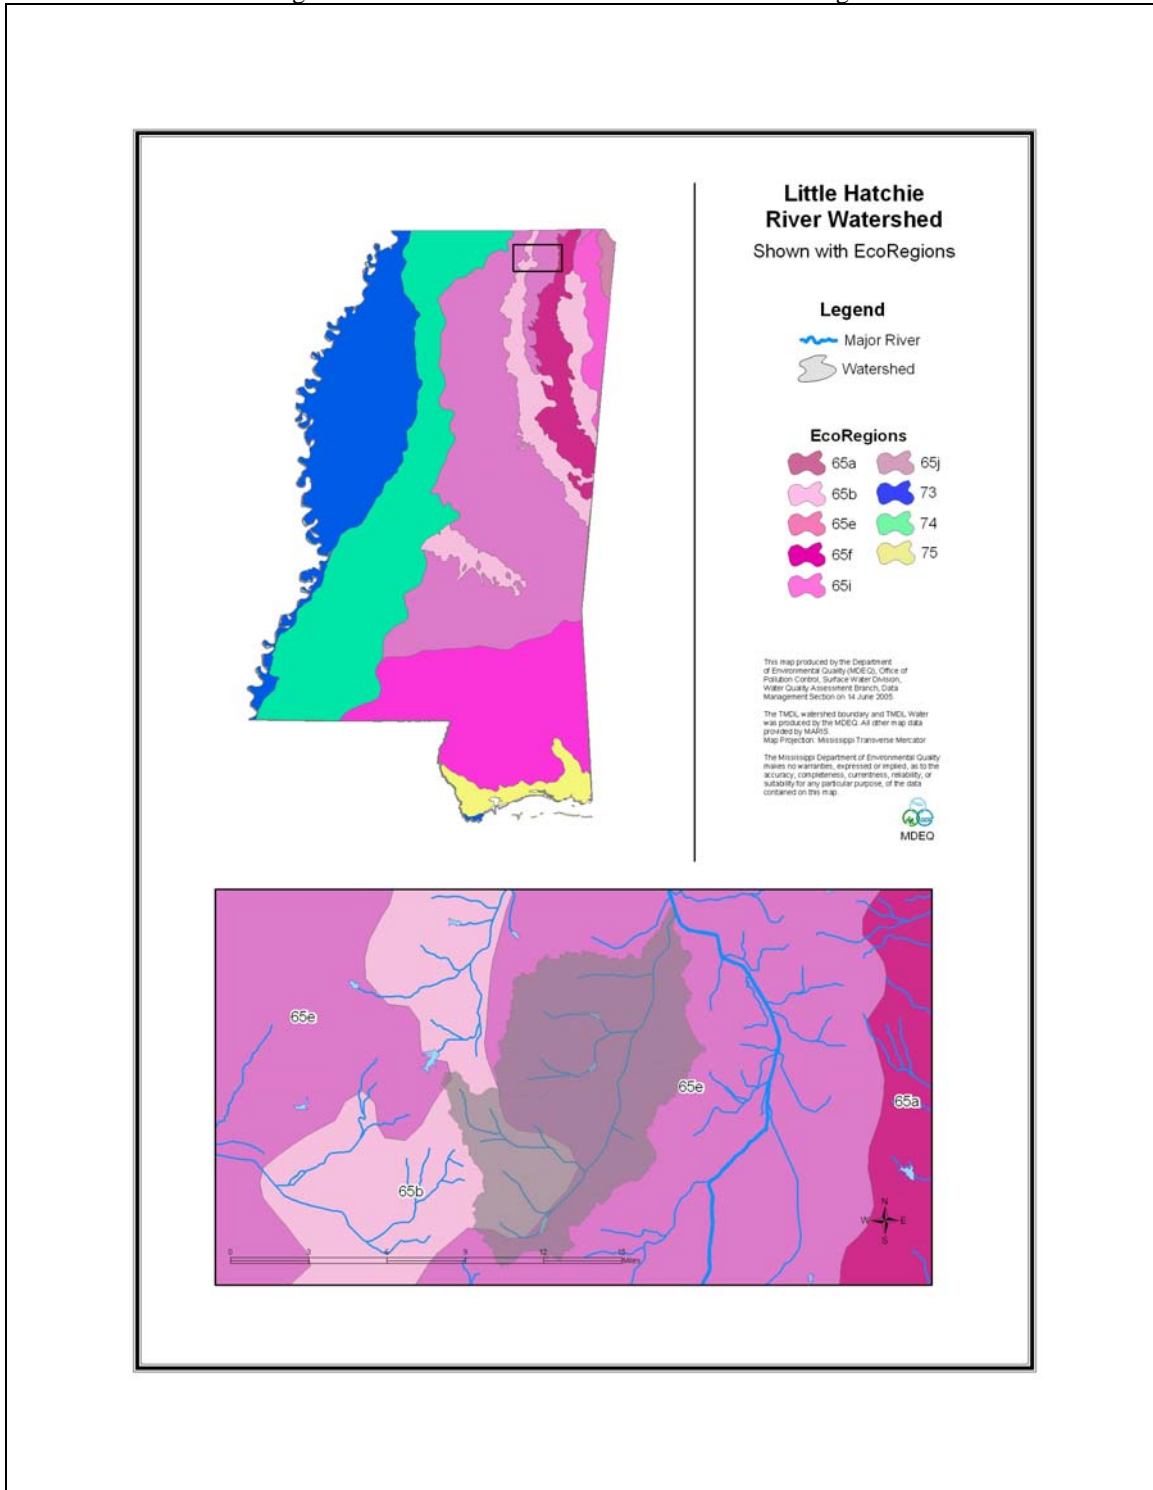 Little Hatchie
River Watershed
Shown with EcoRegions
Legend
Major River
Watershed
EcoRegions
65a
65j
65b
73
65e
74
65f
75
65i
This map produced by the Department
of Environmental Quality (MDEQ), Office of
Pollution Control, Surface Water Division,
Water Quality Assessment Branch, Data
Management Section on 14 June 2005
The TMDL watershed boundary and TMDL Water
was produced by the MDEQ. All other map data
provided by MARIS.
Map Projection: Mississippi Transverse Mercator
The Mississippi Department of Environmental Quality
makes no warranties, expressed or implied, as to the
accuracy, completeness, currentness, reliability, or
suitability for any particular purpose, of the data
contained on this map.
MDEQ
65e
65e
65a
65b
N
W E
S
0 3 6 9 12 15
Miles